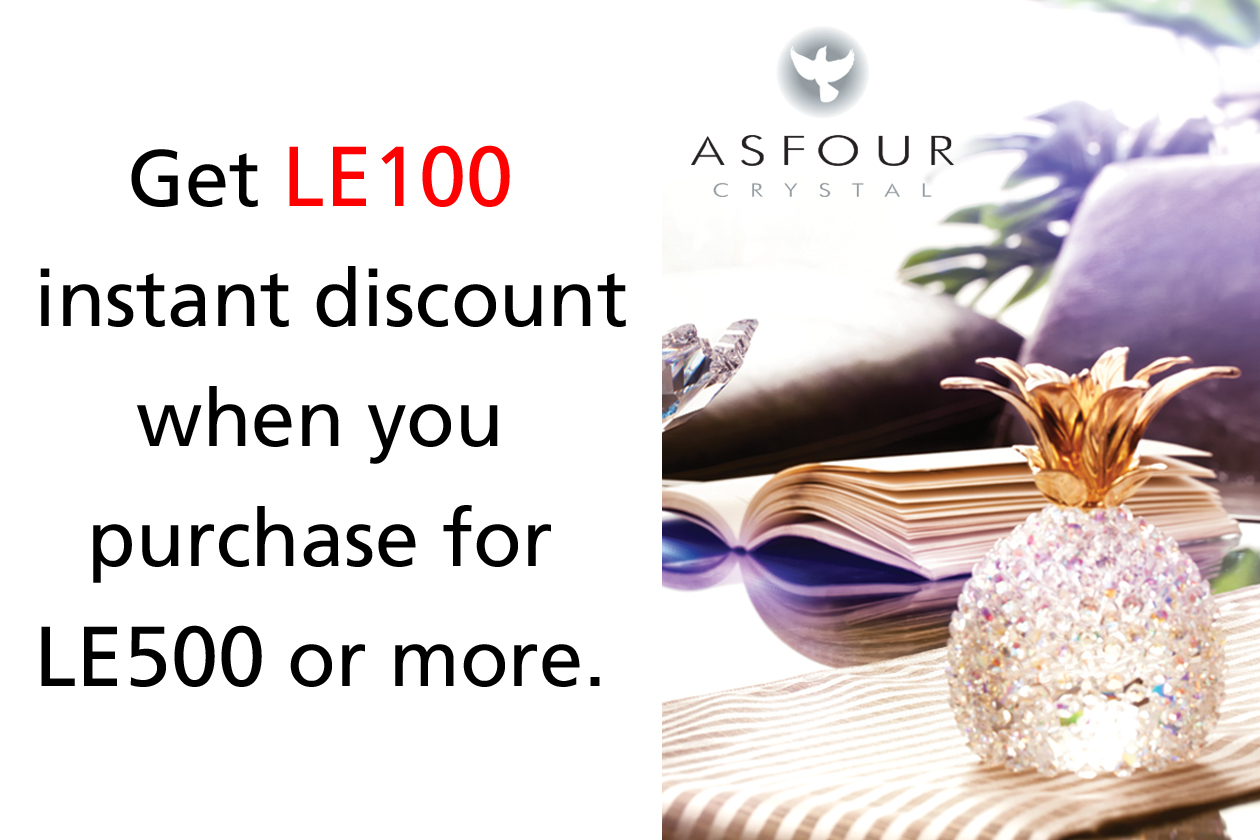 Get LE100
instant discount
when you
purchase for
LE500 or more.
ASFOUR
CRYSTAL